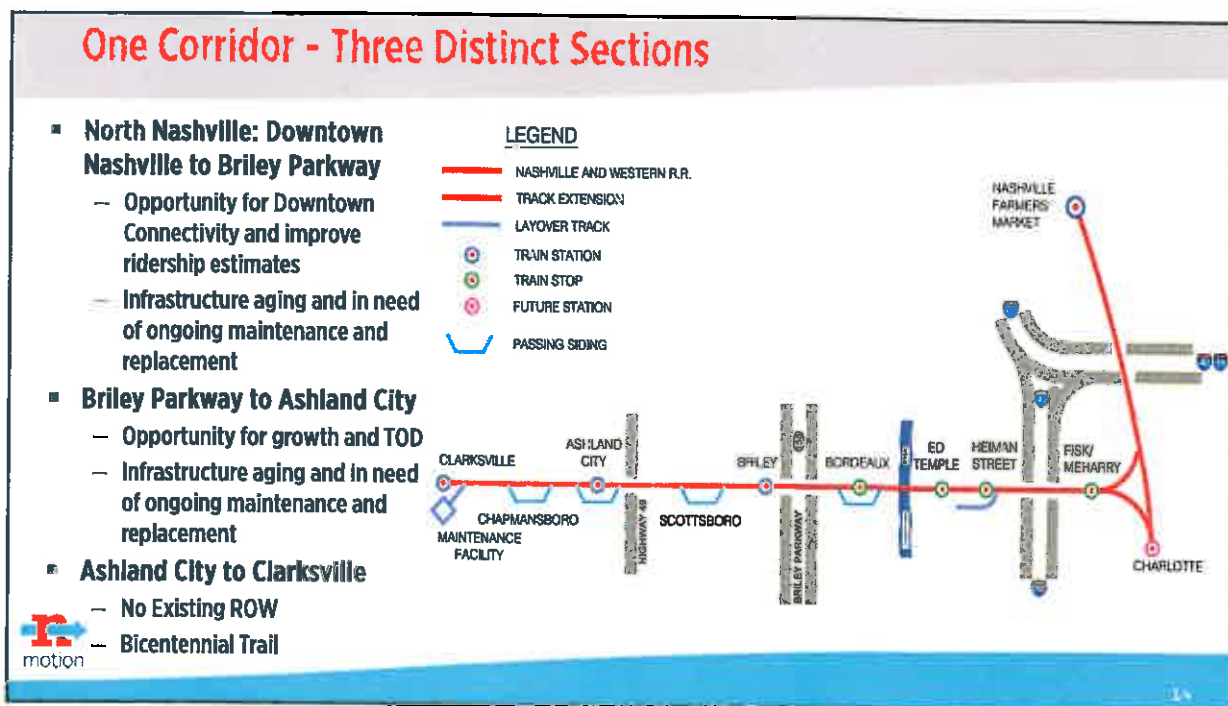 One Corridor - Three Distinct Sections
▪ North Nashville: Downtown
Nashville to Briley Parkway
– Opportunity for Downtown
Connectivity and improve
ridership estimates
– Infrastructure aging and in need
of ongoing maintenance and
replacement
▪ Briley Parkway to Ashland City
– Opportunity for growth and TOD
– Infrastructure aging and in need
of ongoing maintenance and
replacement
▪ Ashland City to Clarksville
– No Existing ROW
– Bicentennial Trail
n
motion
LEGEND
NASHVILLE AND WESTERN R.R.
TRACK EXTENSION
LAYOVER TRACK
TRAIN STATION
TRAIN STOP
FUTURE STATION
PASSING SIDING
CLARKSVILLE
MAINTENANCE
FACILITY
CHAPMANSBORO
ASHLAND
CITY
HIGHWAY 49
SCOTTSBORO
BRILEY
BRILEY PARKWAY
BORDEAUX
ED
TEMPLE
HEIMAN
STREET
FISK/
MEHARRY
NASHVILLE
FARMERS'
MARKET
CHARLOTTE